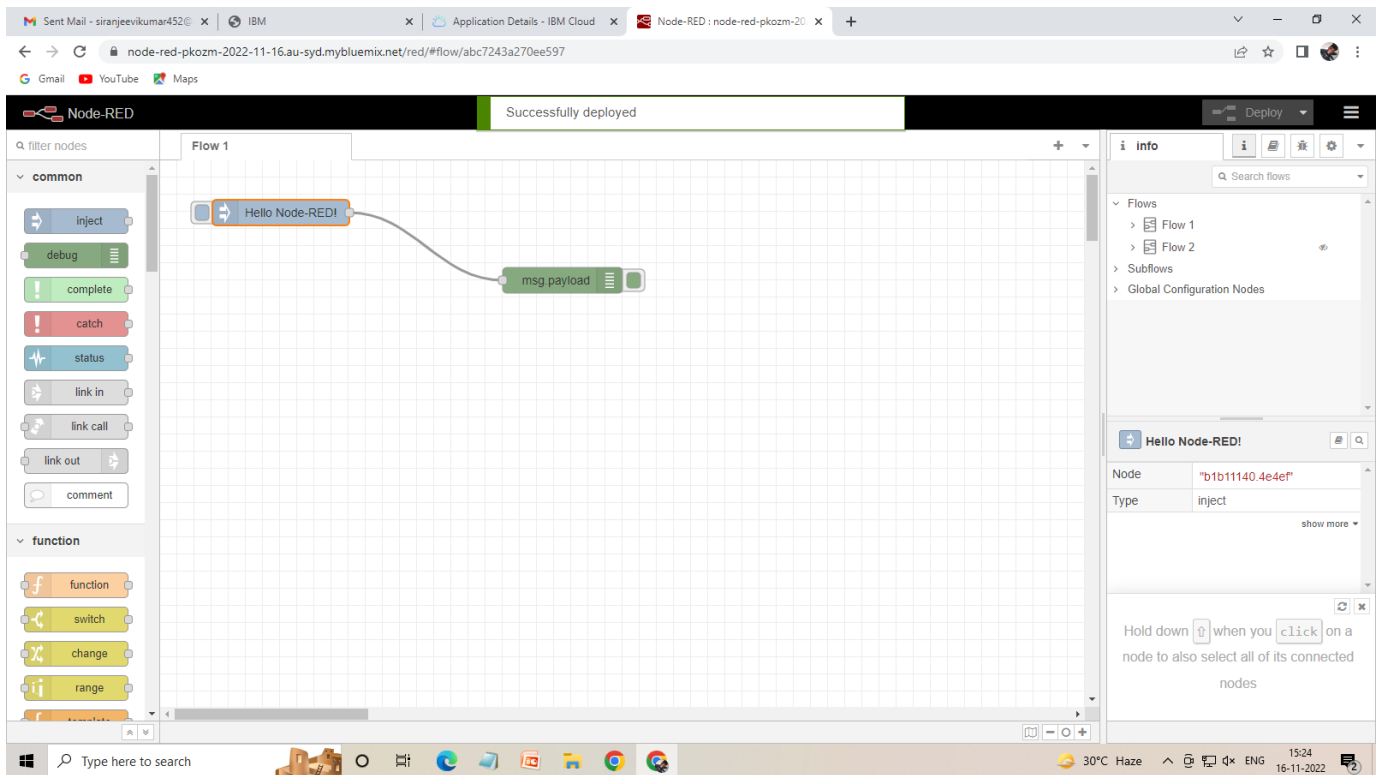 Sent Mail - siranjeevikumar452@
IBM
Application Details - IBM Cloud
Node-RED : node-red-pkozm-20
node-red-pkozm-2022-11-16.au-syd.mybluemix.net/red/#flow/abc7243a270ee597
Gmail YouTube Maps
Node-RED
Successfully deployed
Deploy
filter nodes
Flow 1
i info
i
Search flows
common
inject
debug
complete
catch
status
link in
link call
link out
comment
function
function
switch
change
range
template
Hello Node-RED!
msg.payload
Flows
Flow 1
Flow 2
Subflows
Global Configuration Nodes
Hello Node-RED!
Node "b1b11140.4e4ef"
Type inject
show more
Hold down ⇧ when you click on a
node to also select all of its connected
nodes
Type here to search
30°C Haze
ENG
15:24
16-11-2022
2